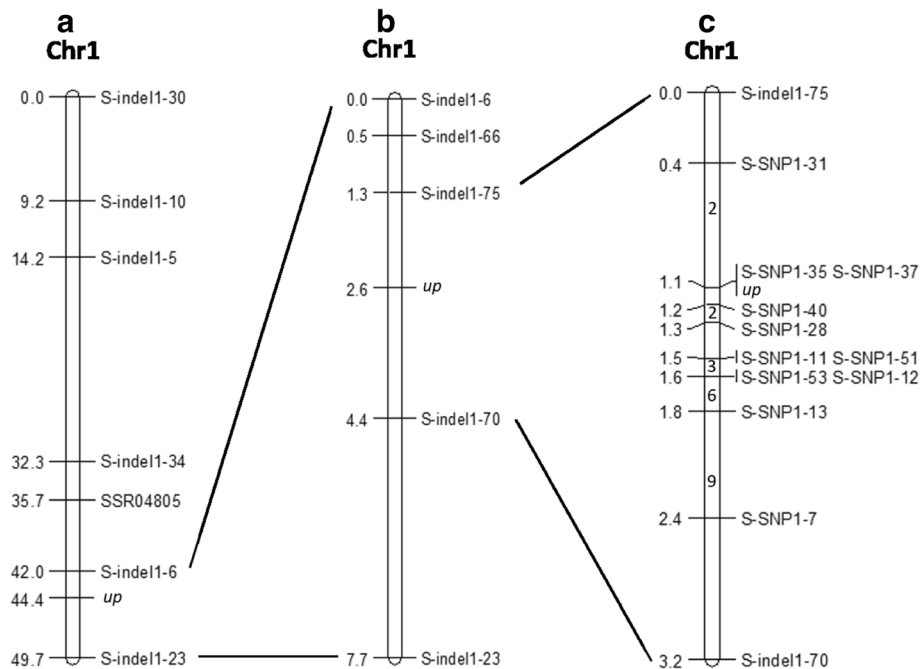 a
Chr1
0.0 S-indel1-30
9.2 S-indel1-10
14.2 S-indel1-5
32.3 S-indel1-34
35.7 SSR04805
42.0 S-indel1-6
44.4 up
49.7 S-indel1-23
b
Chr1
0.0 S-indel1-6
0.5 S-indel1-66
1.3 S-indel1-75
2.6 up
4.4 S-indel1-70
7.7 S-indel1-23
c
Chr1
0.0 S-indel1-75
0.4 S-SNP1-31
2
S-SNP1-35 S-SNP1-37
1.1 up
1.2 S-SNP1-40
2
1.3 S-SNP1-28
1.5 S-SNP1-11 S-SNP1-51
3
1.6 S-SNP1-53 S-SNP1-12
6
1.8 S-SNP1-13
9
2.4 S-SNP1-7
3.2 S-indel1-70